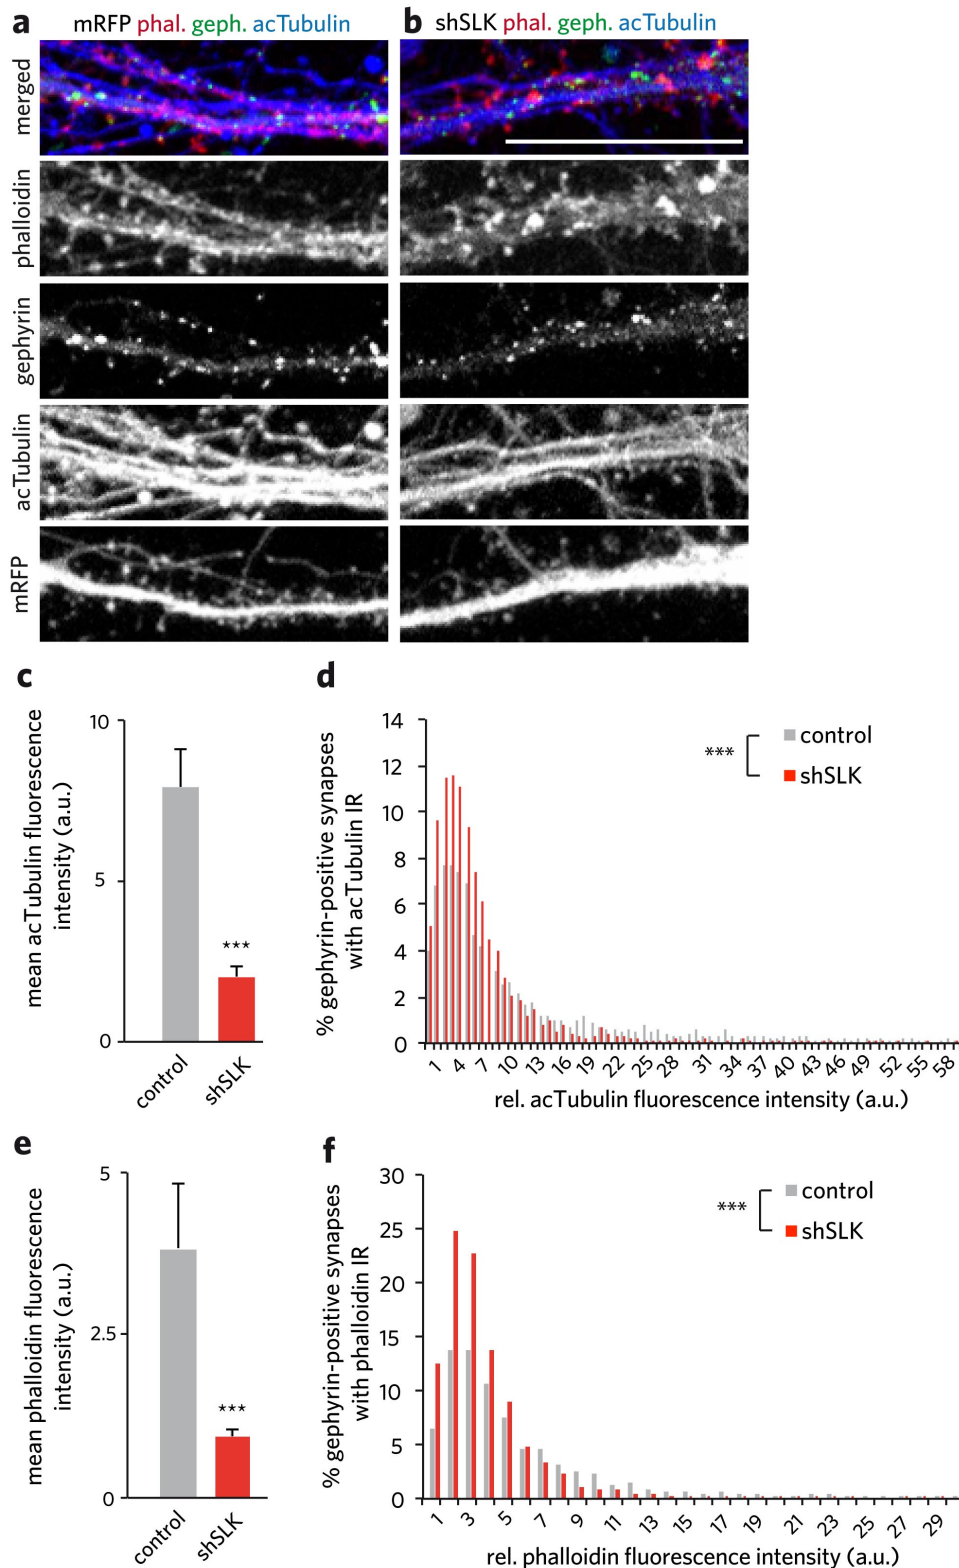 a
mRFP phal. geph. acTubulin
b
shSLK phal. geph. acTubulin
merged
phalloidin
gephyrin
acTubulin
mRFP
c
mean acTubulin fluorescence
intensity (a.u.)
10
5
0
***
control
shSLK
d
% gephyrin-positive synapses
with acTubulin IR
14
12
10
8
6
4
2
0
***
control
shSLK
1 4 7 10 13 16 19 22 25 28 31 34 37 40 43 46 49 52 55 58
rel. acTubulin fluorescence intensity (a.u.)
e
mean phalloidin fluorescence
intensity (a.u.)
5
2.5
0
***
control
shSLK
f
% gephyrin-positive synapses
with phalloidin IR
30
25
20
15
10
5
0
***
control
shSLK
1 3 5 7 9 11 13 15 17 19 21 23 25 27 29
rel. phalloidin fluorescence intensity (a.u.)